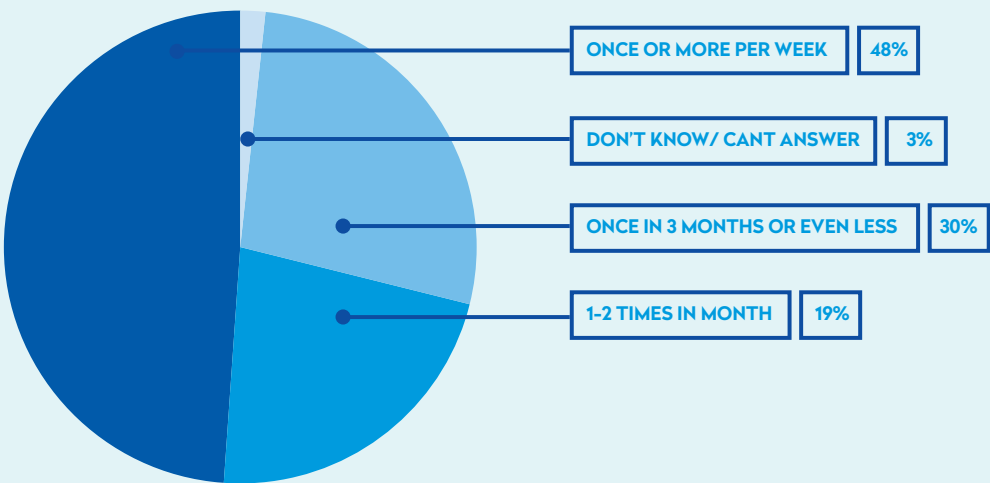 ONCE OR MORE PER WEEK 48%
DON'T KNOW/ CANT ANSWER 3%
ONCE IN 3 MONTHS OR EVEN LESS 30%
1-2 TIMES IN MONTH 19%